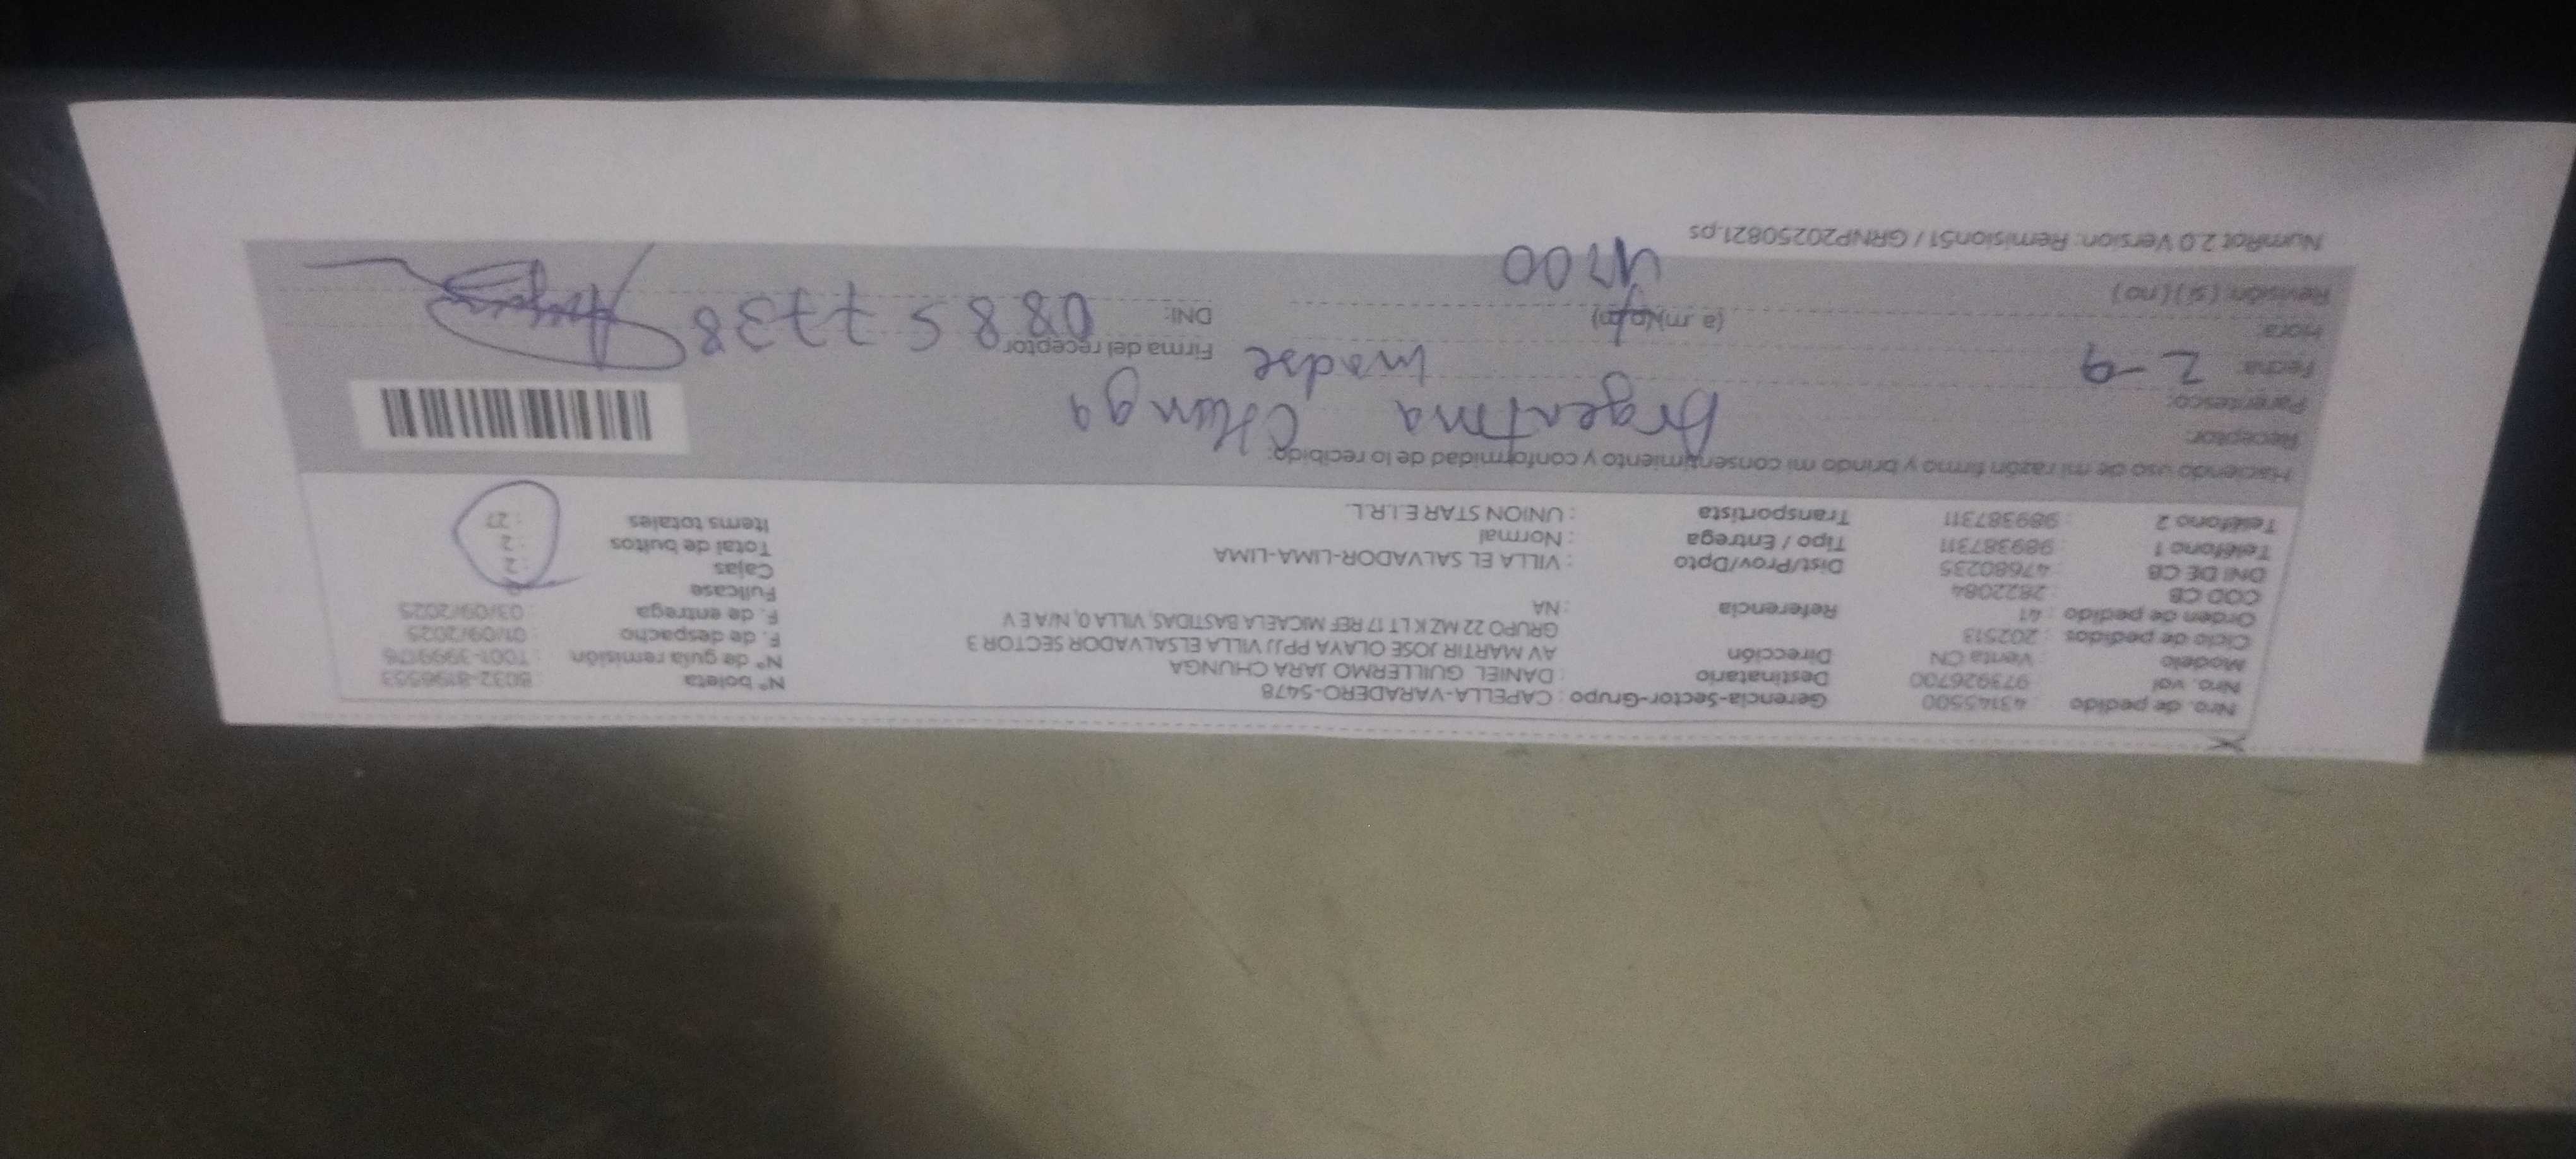 Nro. de pedido : 43145500 Gerencia-Sector-Grupo : CAPELLA-VARADERO-5478 N° boleta : B032-8196553
Nro. val : 973926700 Destinatario : DANIEL GUILLERMO JARA CHUNGA N° de guía remisión : T001-3999176
Modelo : Venta CN Dirección AV MARTIR JOSE OLAYA PPJJ VILLA ELSALVADOR SECTOR 3 F. de despacho : 01/09/2025
Ciclo de pedidos : 202513 GRUPO 22 MZ K LT 17 REF MICAELA BASTIDAS, VILLA 0, N/A E V F. de entrega : 03/09/2025
Orden de pedido : 41 Referencia : NA Fullcase
COD CB : 2822084 Dist/Prov/Dpto : VILLA EL SALVADOR-LIMA-LIMA Cajas : 2
DNI DE CB : 47680235 Tipo / Entrega : Normal Total de bultos : 2
Teléfono 1 : 989387311 Transportista : UNION STAR E.I.R.L. Items totales : 27
Teléfono 2 : 989387311
Haciendo uso de mi razón firmo y brindo mi consentimiento y conformidad de lo recibido:
Receptor: Argentina Chunga
Parentesco: madre
Fecha: 2-9 Firma del receptor
Hora: (a.m)(p.m) DNI: 08857738
Revisión: (si)(no)
NumRot 2.0 Version: Remision51 / GRNP20250821.ps